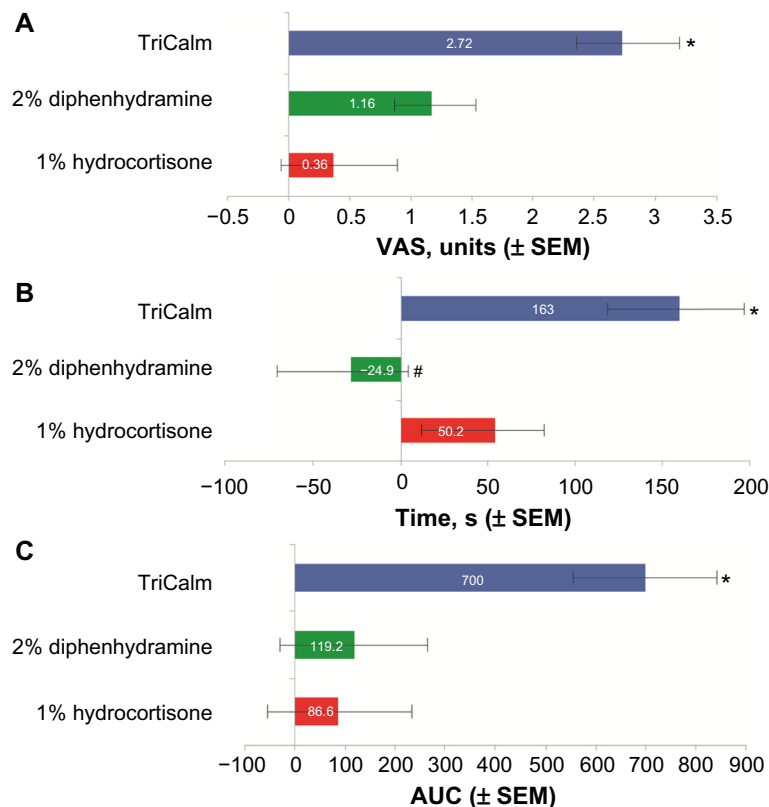 A
TriCalm
2.72
*
2% diphenhydramine
1.16
1% hydrocortisone
0.36
−0.5 0 0.5 1 1.5 2 2.5 3 3.5
VAS, units (± SEM)
B
TriCalm
163
*
2% diphenhydramine
−24.9
#
1% hydrocortisone
50.2
−100 −50 0 50 100 150 200
Time, s (± SEM)
C
TriCalm
700
*
2% diphenhydramine
119.2
1% hydrocortisone
86.6
−100 0 100 200 300 400 500 600 700 800 900
AUC (± SEM)